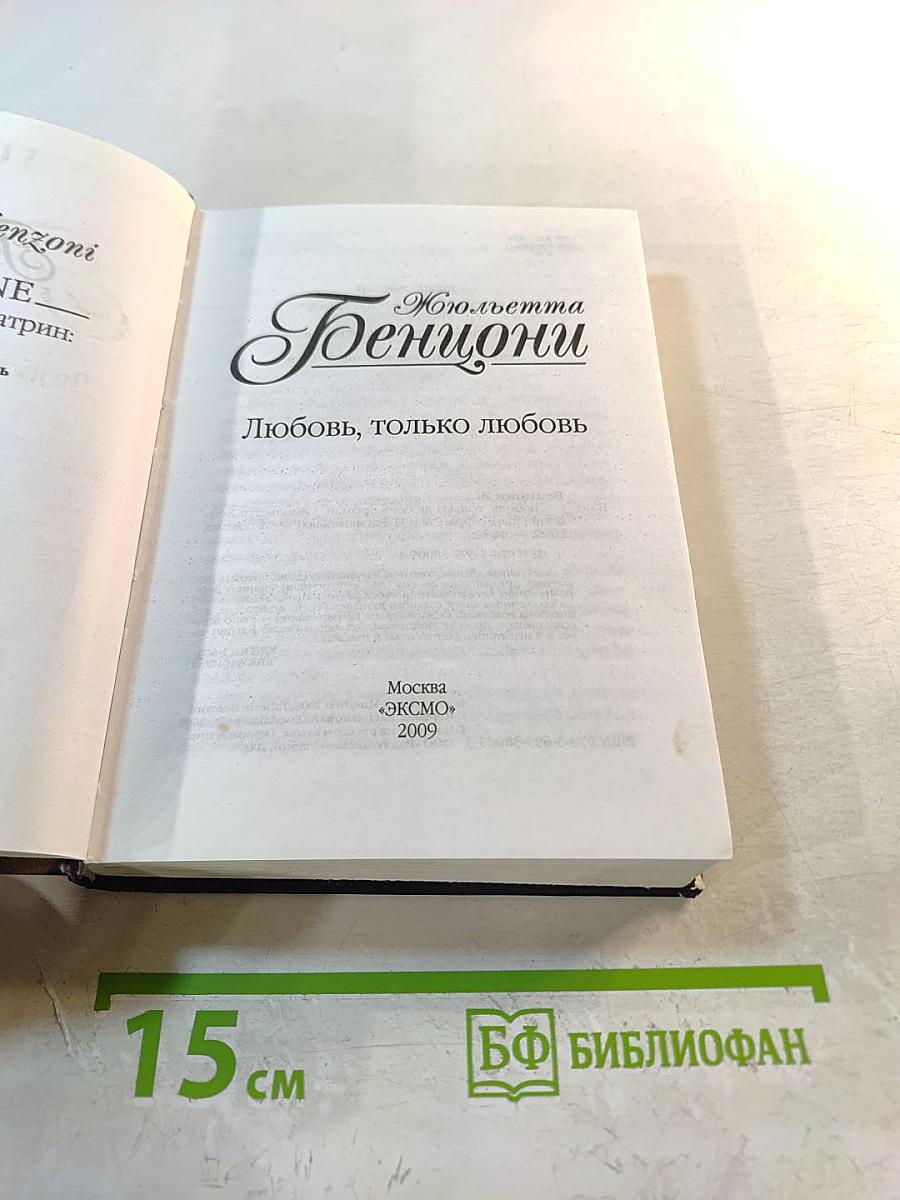 enzoni
NE
атрин:
ь
Жюльетта
Бенцони
Любовь, только любовь
Москва
«ЭКСМО»
2009
15 см
БФ БИБЛИОФАН